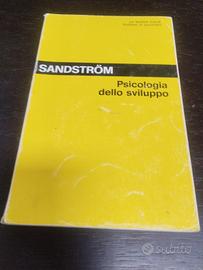 SANDSTRÖM
Psicologia
dello sviluppo
subito